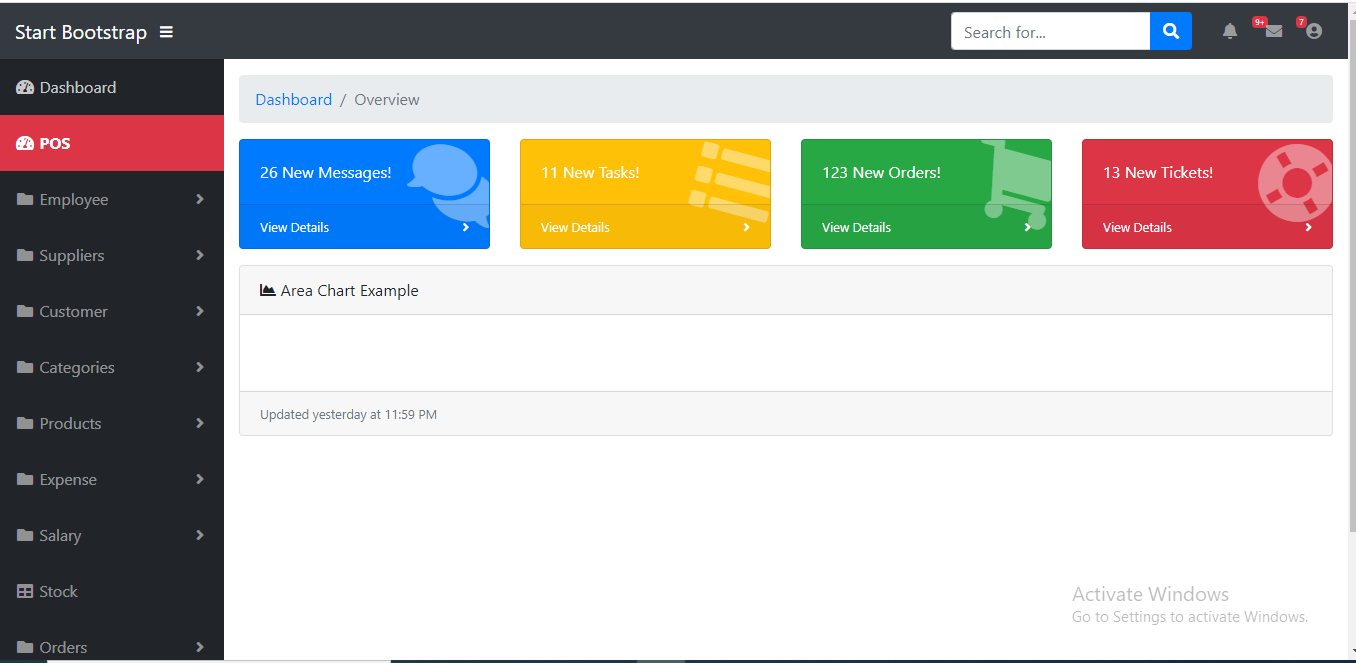 Start Bootstrap
Search for...
9+
7
Dashboard
POS
Employee
Suppliers
Customer
Categories
Products
Expense
Salary
Stock
Orders
Dashboard / Overview
26 New Messages!
View Details
11 New Tasks!
View Details
123 New Orders!
View Details
13 New Tickets!
View Details
Area Chart Example
Updated yesterday at 11:59 PM
Activate Windows
Go to Settings to activate Windows.